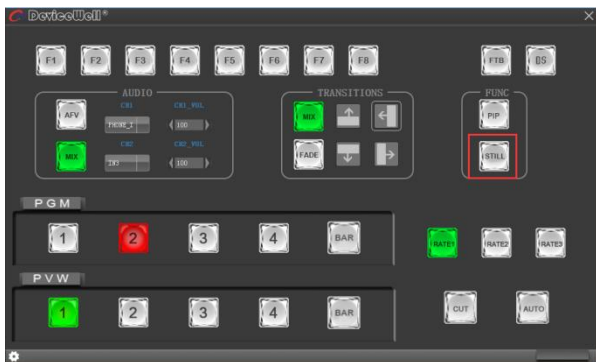 DeviceWell®
F1 F2 F3 F4 F5 F6 F7 F8 FTB
AUDIO TRANSITIONS FUNC
AFV CH1 CH1_VOL MIX PIP
100
MIX CH2 CH2_VOL FADE STILL
IN3 100
PGM
1 2 3 4 BAR RATE1 RATE2 RATE3
PVW
1 2 3 4 BAR CUT AUTO